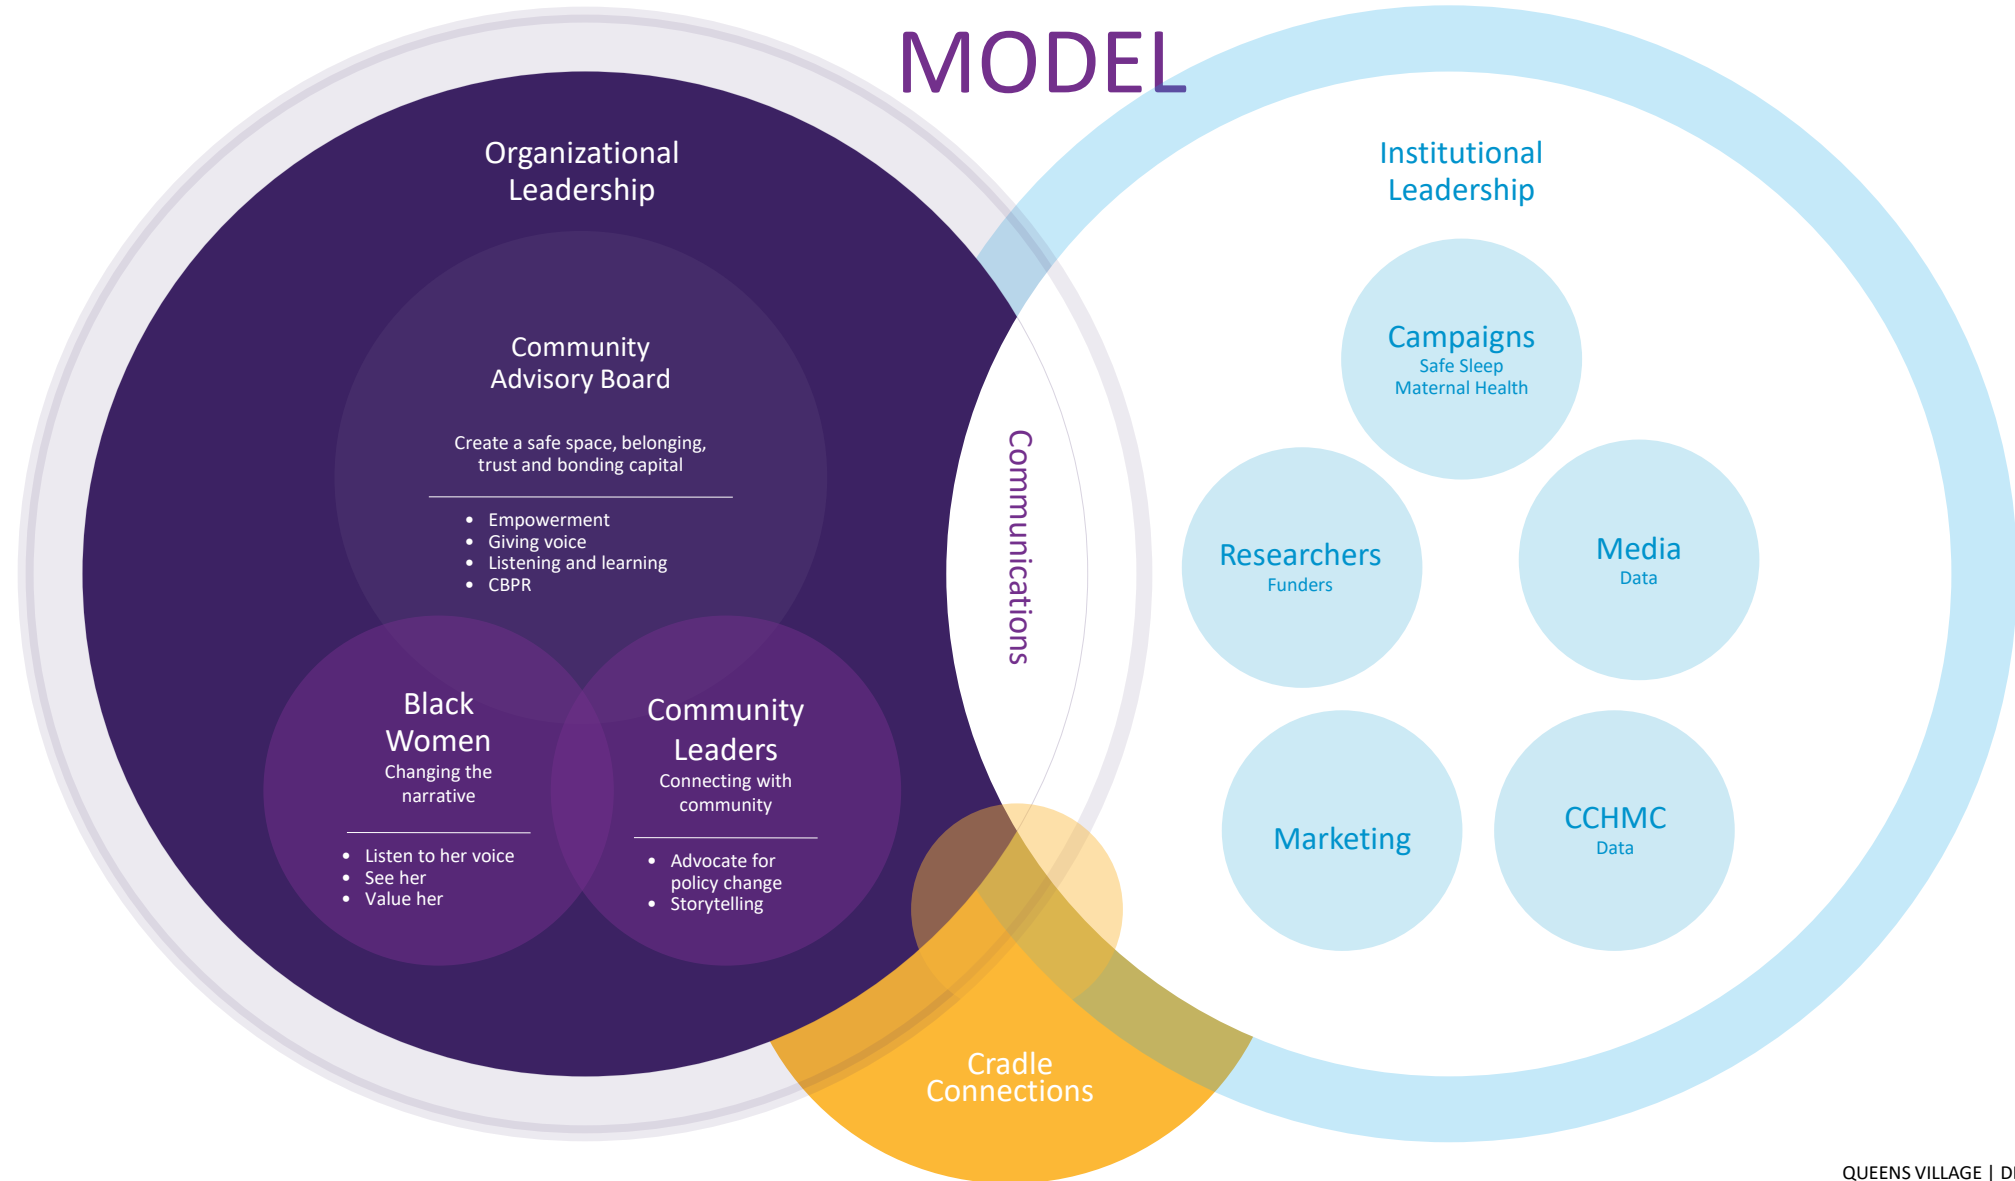 MODEL
Organizational
Leadership
Community
Advisory Board
Create a safe space, belonging,
trust and bonding capital
• Empowerment
• Giving voice
• Listening and learning
• CBPR
Black
Women
Changing the
narrative
• Listen to her voice
• See her
• Value her
Community
Leaders
Connecting with
community
• Advocate for
policy change
• Storytelling
Communications
Cradle
Connections
Institutional
Leadership
Campaigns
Safe Sleep
Maternal Health
Researchers
Funders
Media
Data
Marketing
CCHMC
Data
QUEENS VILLAGE |